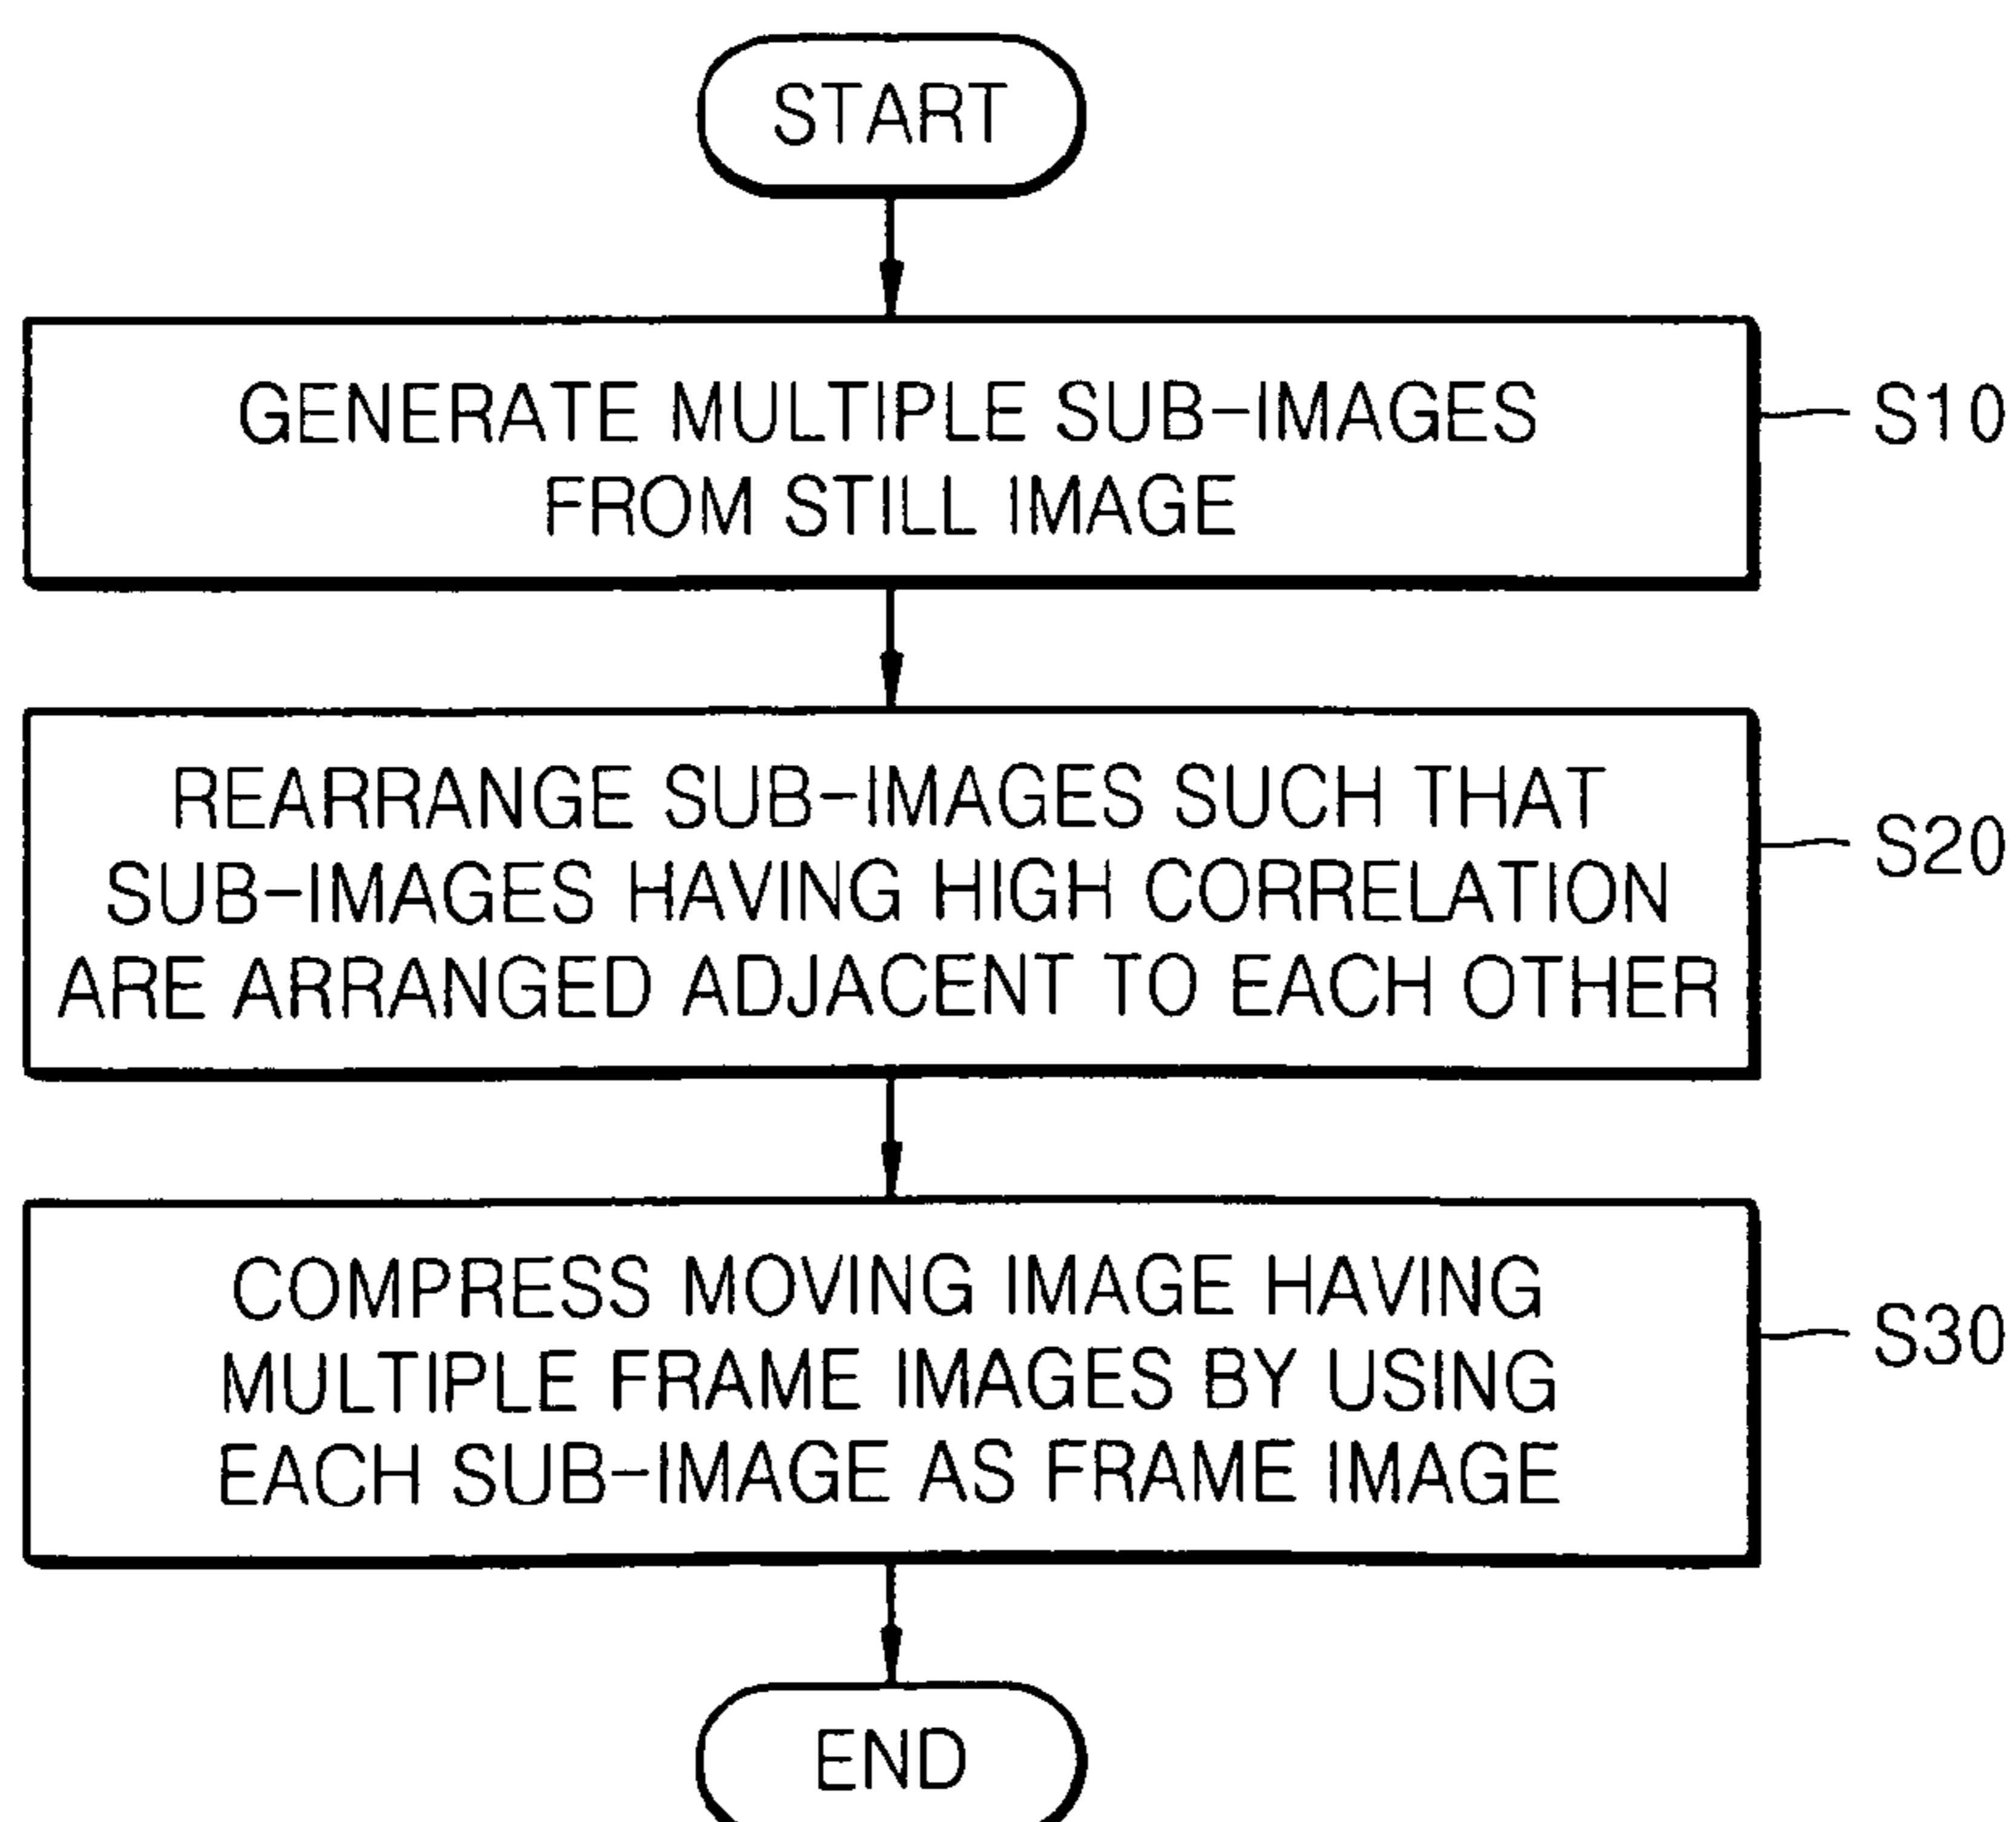 START
GENERATE MULTIPLE SUB-IMAGES
FROM STILL IMAGE
S10
REARRANGE SUB-IMAGES SUCH THAT
SUB-IMAGES HAVING HIGH CORRELATION
ARE ARRANGED ADJACENT TO EACH OTHER
S20
COMPRESS MOVING IMAGE HAVING
MULTIPLE FRAME IMAGES BY USING
EACH SUB-IMAGE AS FRAME IMAGE
S30
END